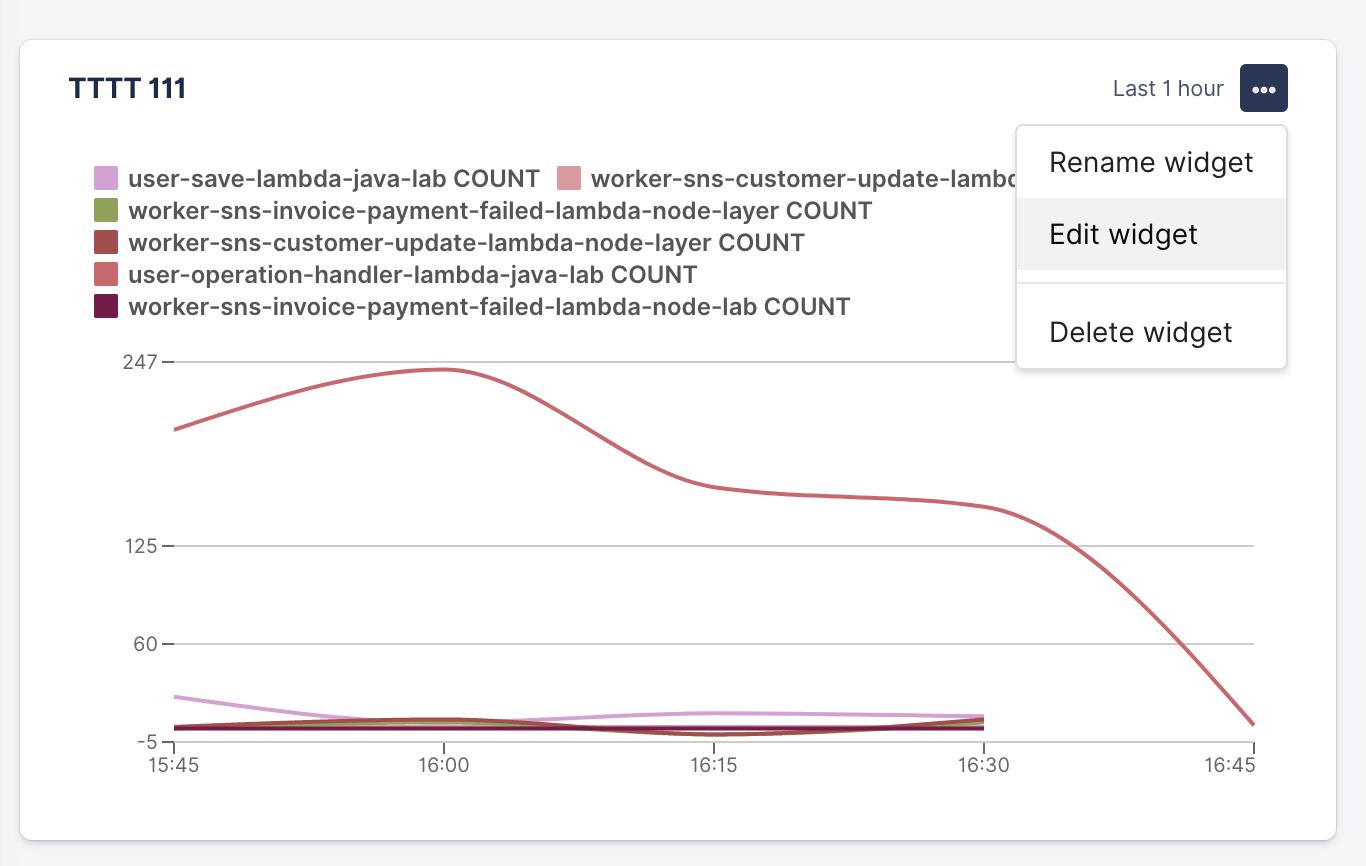 TTTT 111
Last 1 hour
Rename widget
Edit widget
Delete widget
user-save-lambda-java-lab COUNT
worker-sns-customer-update-lambd
worker-sns-invoice-payment-failed-lambda-node-layer COUNT
worker-sns-customer-update-lambda-node-layer COUNT
user-operation-handler-lambda-java-lab COUNT
worker-sns-invoice-payment-failed-lambda-node-lab COUNT
247
125
60
-5
15:45 16:00 16:15 16:30 16:45